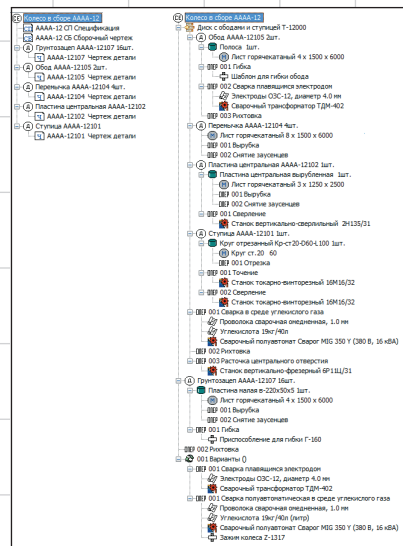 Колесо в сборе АААА-12
АААА-12 СП Спецификация
АААА-12 СБ Сборочный чертеж
Грунтозацеп АААА-12107 16шт.
АААА-12107 Чертеж детали
Обод АААА-12105 2шт.
АААА-12105 Чертеж детали
Перемычка АААА-12104 4шт.
АААА-12104 Чертеж детали
Пластина центральная АААА-12102
АААА-12102 Чертеж детали
Ступица АААА-12101
АААА-12101 Чертеж детали
Колесо в сборе АААА-12
Диск с ободами и ступицей Т-12000
Обод АААА-12105 2шт.
Полоса 1шт.
Лист горячекатаный 4 х 1500 х 6000
001 Гибка
Шаблон для гибки обода
002 Сварка плавящимся электродом
Электроды ОЗС-12, диаметр 4.0 мм
Сварочный трансформатор ТДМ-402
003 Рихтовка
Перемычка АААА-12104 4шт.
Лист горячекатаный 8 х 1500 х 6000
001 Вырубка
002 Снятие заусенцев
Пластина центральная АААА-12102 1шт.
Пластина центральная вырубленная 1шт.
Лист горячекатаный 3 х 1250 х 2500
001 Вырубка
002 Снятие заусенцев
001 Сверление
Станок вертикально-сверлильный 2Н135/31
Ступица АААА-12101 1шт.
Круг отрезанный Кр-ст20-D60-L100 1шт.
Круг ст.20 60
001 Отрезка
001 Точение
Станок токарно-винторезный 16М16/32
002 Сверление
Станок токарно-винторезный 16М16/32
001 Сварка в среде углекислого газа
Проволока сварочная омедненная, 1.0 мм
Углекислота 19кг/40л
Сварочный полуавтомат Сварог MIG 350 Y (380 В, 16 кВА)
002 Рихтовка
003 Расточка центрального отверстия
Станок вертикально-фрезерный 6Р11Ц/31
Грунтозацеп АААА-12107 16шт.
Пластина малая в-220х50х5 1шт.
Лист горячекатаный 4 х 1500 х 6000
001 Вырубка
002 Снятие заусенцев
001 Гибка
Приспособление для гибки Г-160
002 Рихтовка
001 Варианты ()
001 Сварка плавящимся электродом
Электроды ОЗС-12, диаметр 4.0 мм
Сварочный трансформатор ТДМ-402
001 Сварка полуавтоматическая в среде углекислого газа
Проволока сварочная омедненная, 1.0 мм
Углекислота 19кг/40л (литр)
Сварочный полуавтомат Сварог MIG 350 Y (380 В, 16 кВА)
Зажим колеса Z-1317